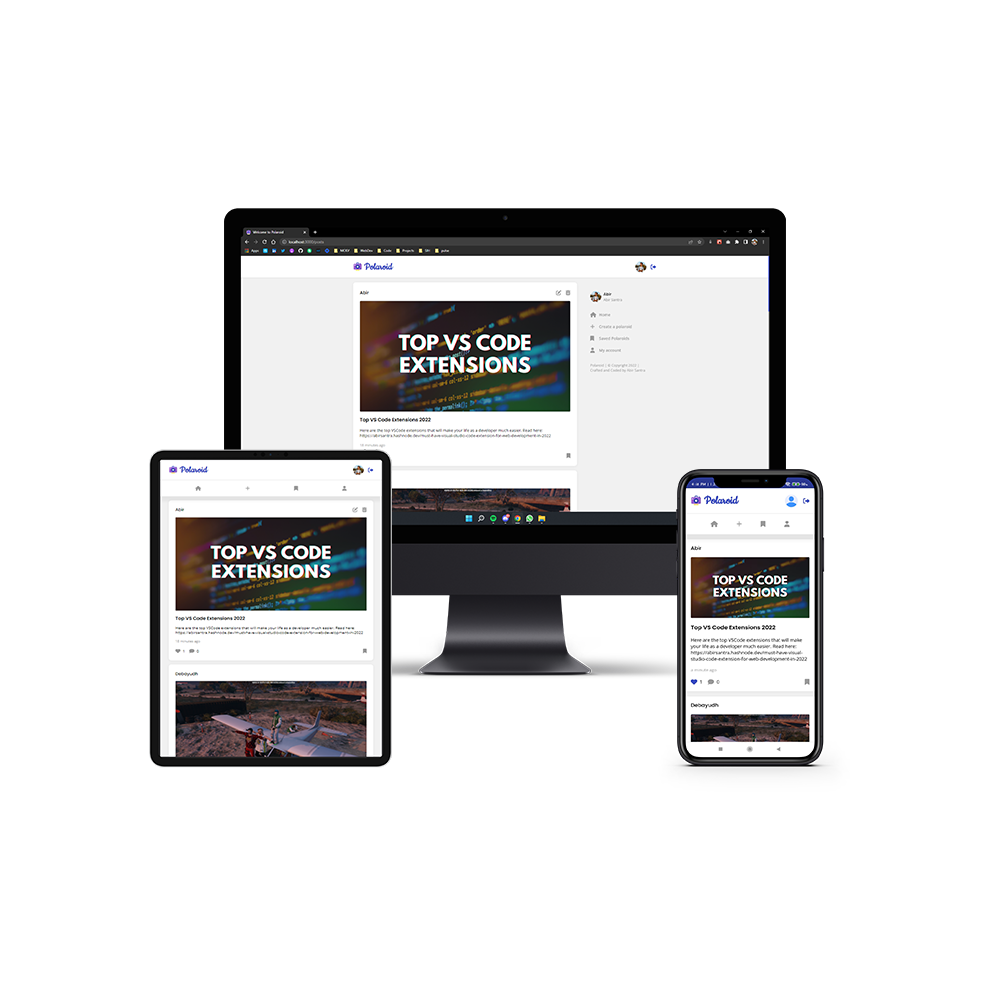 Welcome to Polaroid
localhost:3000/posts
Apps
WebDev
Code
Projects
Polaroid
Abir
TOP VS CODE
EXTENSIONS
Top VS Code Extensions 2022
Here are the top VSCode extensions that will make your life as a developer much easier. Read here:
https://abirsantra.hashnode.dev/must-have-visual-studio-code-extension-for-web-development-in-2022
Abir
Abir Santra
Home
Create a polaroid
Saved Polaroids
My account
Polaroid | © Copyright 2022 |
Crafted and Coded by Abir Santra
Polaroid
Abir
TOP VS CODE
EXTENSIONS
Top VS Code Extensions 2022
Here are the top VSCode extensions that will make your life as a developer much easier. Read here:
https://abirsantra.hashnode.dev/must-have-visual-studio-code-extension-for-web-development-in-2022
minutes ago
1 0
Debayudh
Polaroid
Abir
TOP VS CODE
EXTENSIONS
Top VS Code Extensions 2022
Here are the top VSCode extensions that will make
your life as a developer much easier. Read here:
https://abirsantra.hashnode.dev/must-have-visual-
studio-code-extension-for-web-development-in-2022
minutes ago
1 0
Debayudh